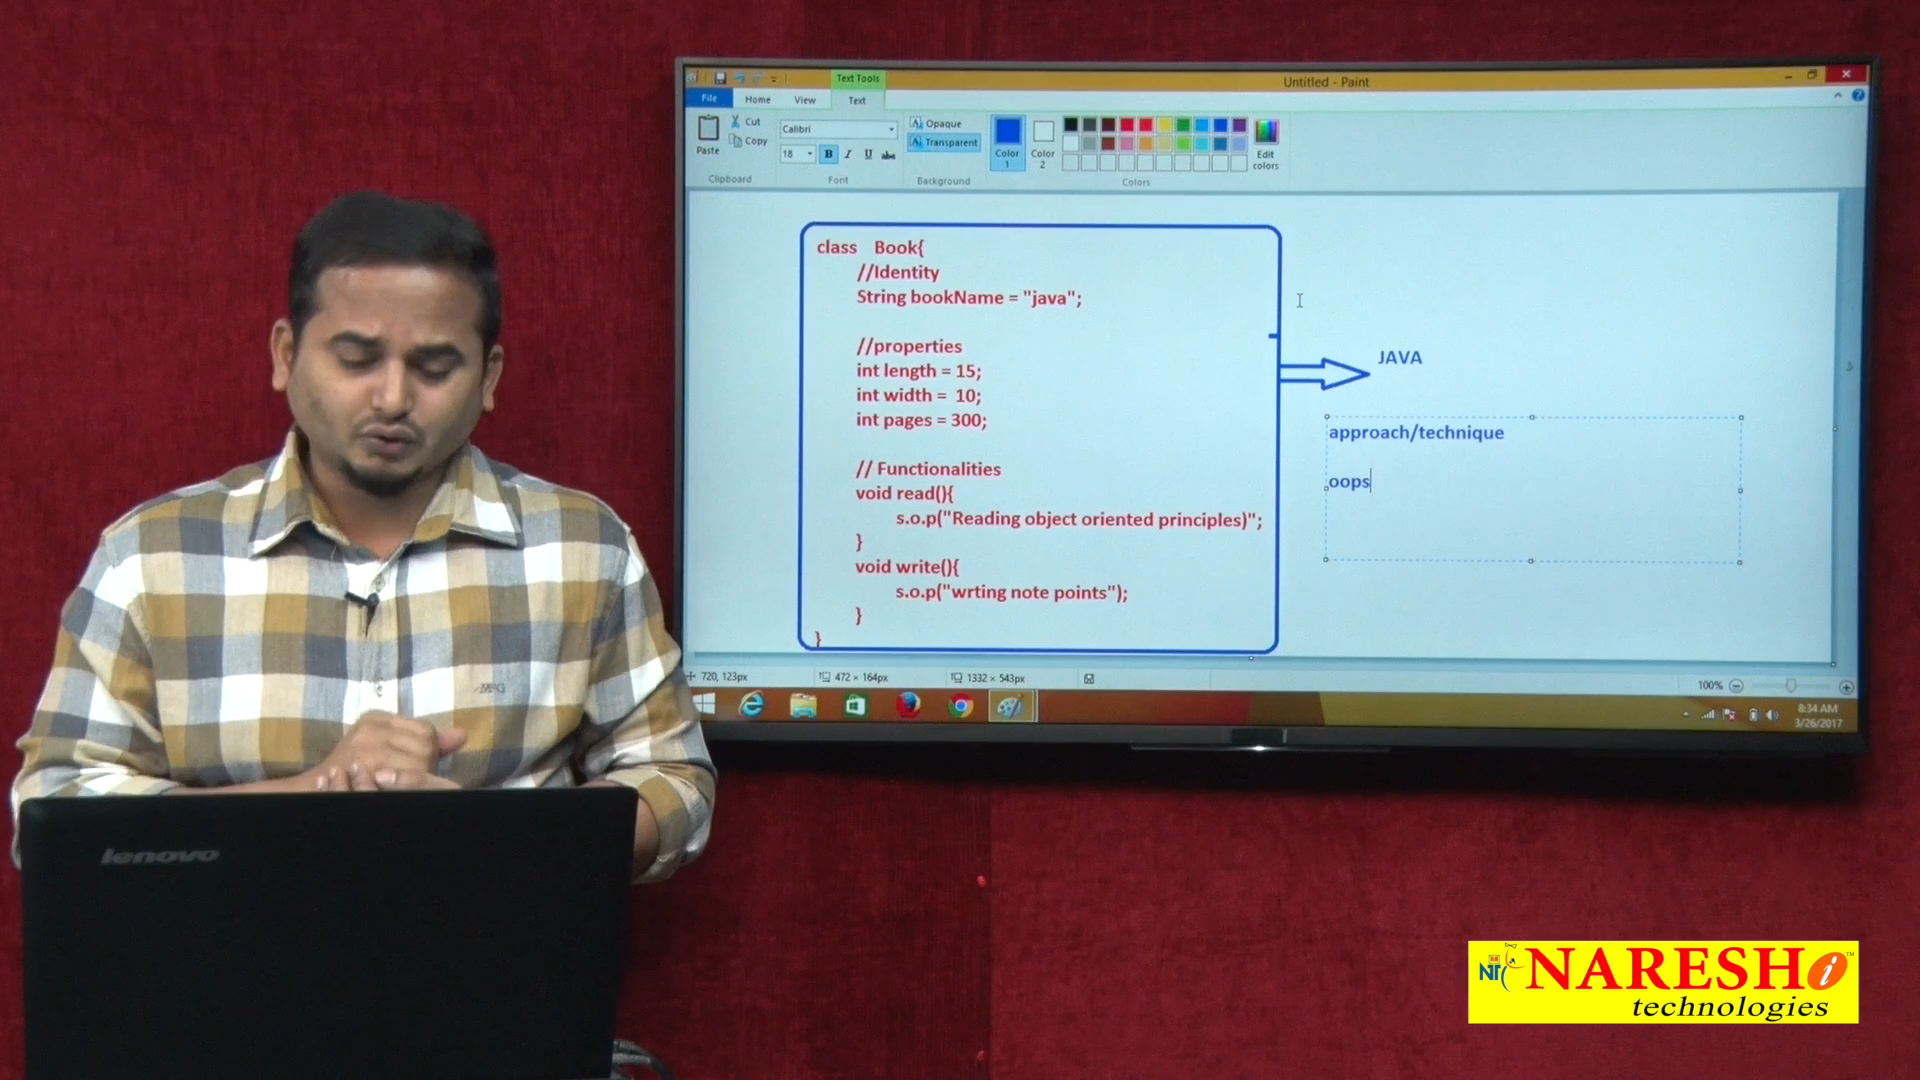 Text Tools
Untitled - Paint
File
Home
View
Text
Paste
Cut
Copy
Clipboard
Calibri
18
B
I
U
abc
Font
Opaque
Transparent
Background
Color
1
Color
2
Edit
colors
Colors
class Book{
//Identity
String bookName = "java";
//properties
int length = 15;
int width = 10;
int pages = 300;
// Functionalities
void read(){
s.o.p("Reading object oriented principles)";
}
void write(){
s.o.p("wrting note points");
}
}
JAVA
approach/technique
oops
720, 123px
472 × 164px
1332 × 543px
100%
8:34 AM
3/26/2017
lenovo
NARESH i
technologies